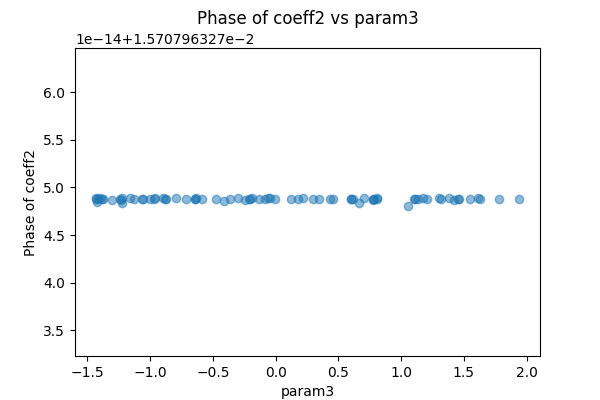 Phase of coeff2 vs param3
1e−14+1.570796327e−2
6.0
5.5
5.0
4.5
4.0
3.5
Phase of coeff2
−1.5 −1.0 −0.5 0.0 0.5 1.0 1.5 2.0
param3